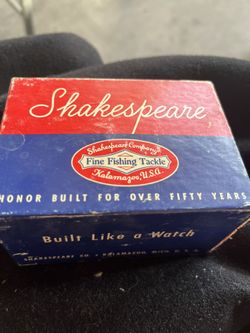 Shakespeare
Shakespeare Company's
Fine Fishing Tackle
Kalamazoo, U.S.A.
HONOR BUILT FOR OVER FIFTY YEARS
Built Like a Watch
SHAKESPEARE CO. KALAMAZOO, MICH. U.S.A.